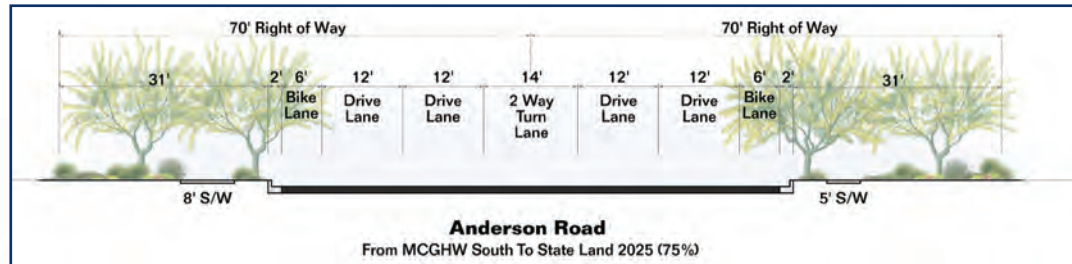 70' Right of Way 70' Right of Way
31' 2' 6' 12' 12' 14' 12' 12' 6' 2' 31'
Bike Drive Drive 2 Way Drive Drive Bike
Lane Lane Lane Turn Lane Lane Lane
Lane
8' S/W 5' S/W
Anderson Road
From MCGHW South To State Land 2025 (75%)